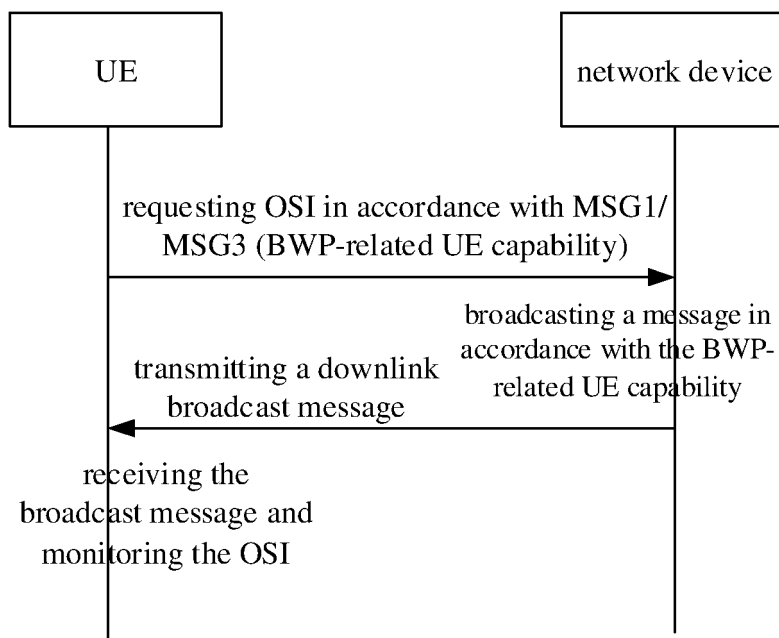 UE
network device
requesting OSI in accordance with MSG1/
MSG3 (BWP-related UE capability)
broadcasting a message in
accordance with the BWP-
related UE capability
transmitting a downlink
broadcast message
receiving the
broadcast message and
monitoring the OSI